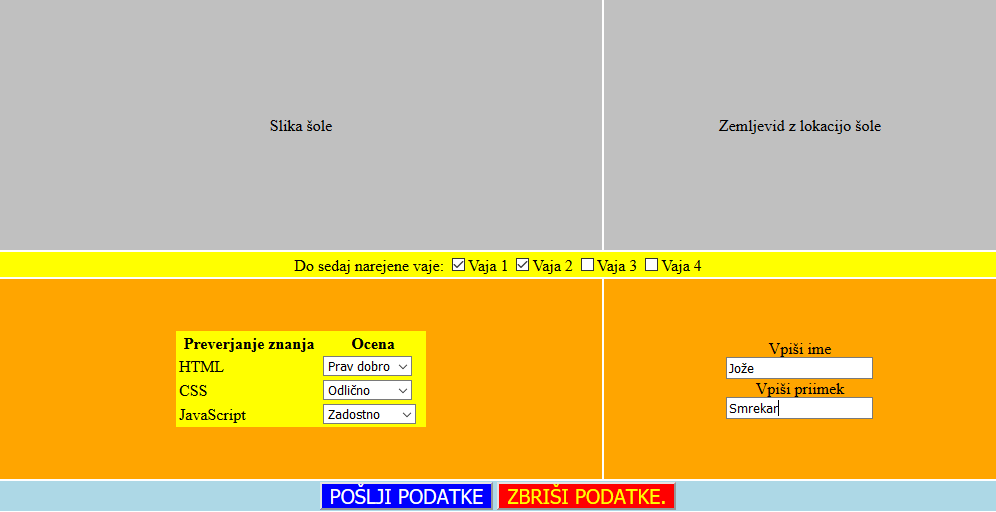 Slika šole
Zemljevid z lokacijo šole
Do sedaj narejene vaje: Vaja 1 Vaja 2 Vaja 3 Vaja 4
Preverjanje znanja Ocena
HTML Prav dobro
CSS Odlično
JavaScript Zadostno
Vpiši ime
Jože
Vpiši priimek
Smrekar
POŠLJI PODATKE ZBRIŠI PODATKE.